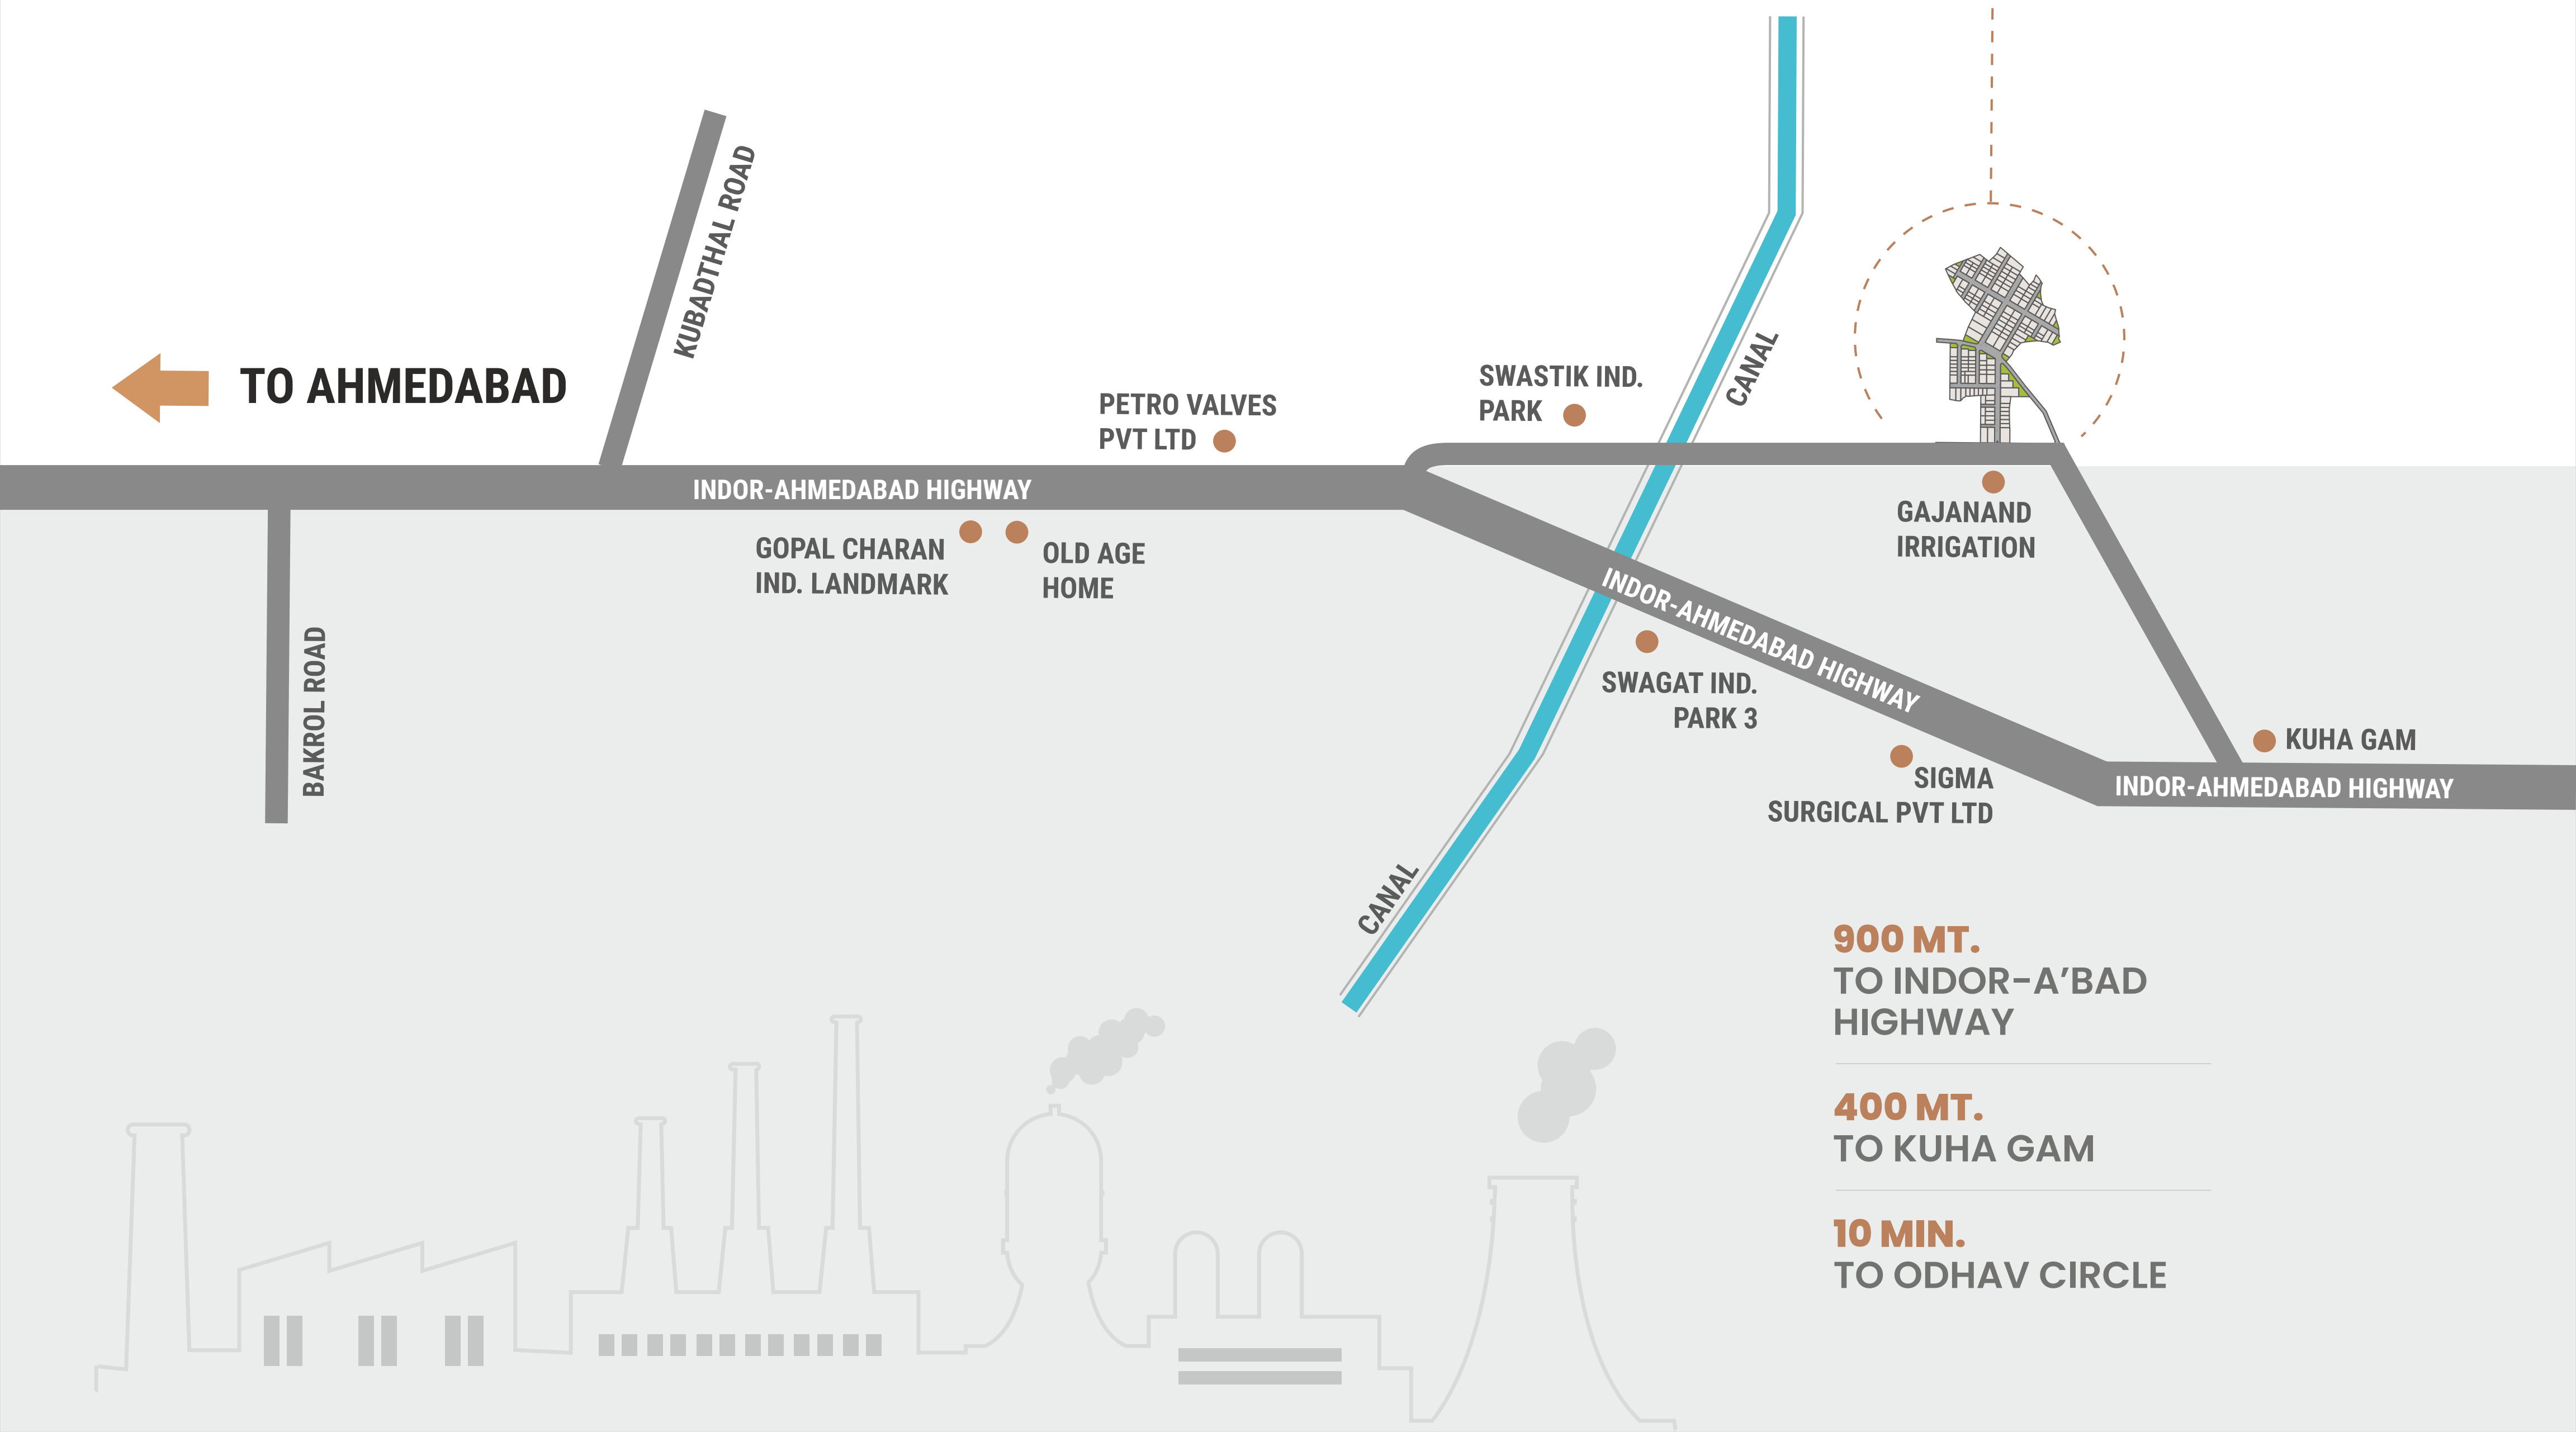 KUBADTHAL ROAD
TO AHMEDABAD
PETRO VALVES
PVT LTD
SWASTIK IND.
PARK
CANAL
INDOR-AHMEDABAD HIGHWAY
GOPAL CHARAN
IND. LANDMARK
OLD AGE
HOME
GAJANAND
IRRIGATION
INDOR-AHMEDABAD HIGHWAY
BAKROL ROAD
SWAGAT IND.
PARK 3
KUHA GAM
SIGMA
SURGICAL PVT LTD
INDOR-AHMEDABAD HIGHWAY
CANAL
900 MT.
TO INDOR-A'BAD
HIGHWAY
400 MT.
TO KUHA GAM
10 MIN.
TO ODHAV CIRCLE